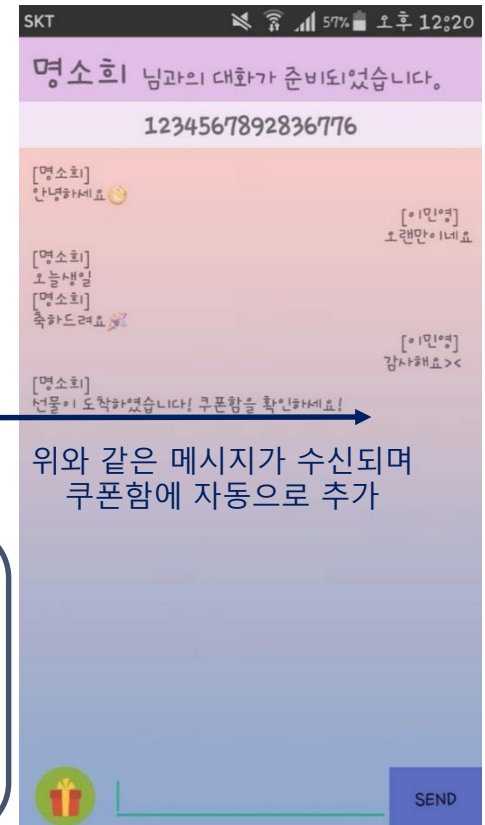 SKT 57% 오후 12:20
명소희 님과의 대화가 준비되었습니다。
1234567892836776
[명소희]
안녕하세요
[이민영]
오랜만이네요
[명소희]
오늘생일
[명소희]
축하드려요
[이민영]
감사해요><
[명소희]
선물이 도착하였습니다! 쿠폰함을 확인하세요!
위와 같은 메시지가 수신되며
쿠폰함에 자동으로 추가
SEND